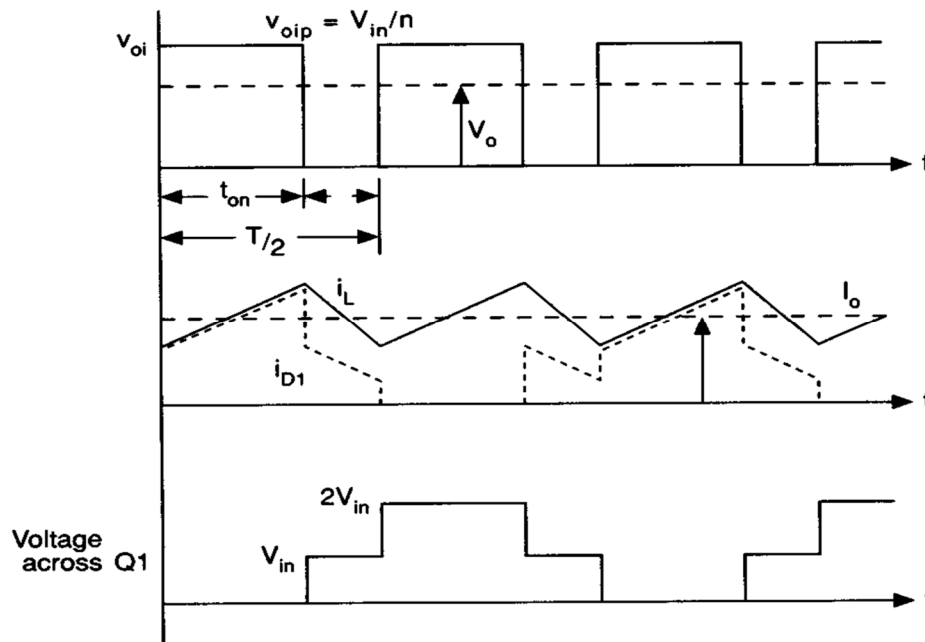 v_oip = V_in/n
v_oi
V_o
t
t_on
T/2
i_L
I_o
i_D1
t
2V_in
Voltage
across Q1
V_in
t